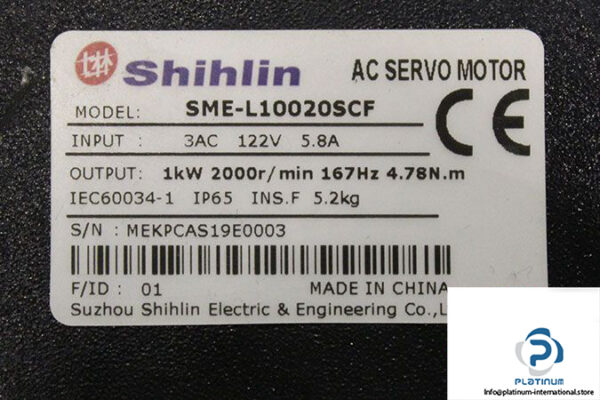 士林 Shihlin AC SERVO MOTOR
MODEL: SME-L10020SCF
INPUT : 3AC 122V 5.8A
OUTPUT: 1kW 2000r/min 167Hz 4.78N.m
IEC60034-1 IP65 INS.F 5.2kg
S/N : MEKPCAS19E0003
F/ID : 01 MADE IN CHINA
Suzhou Shihlin Electric & Engineering Co.,L
CE
P
PLATINUM
Info@platinum-international.store